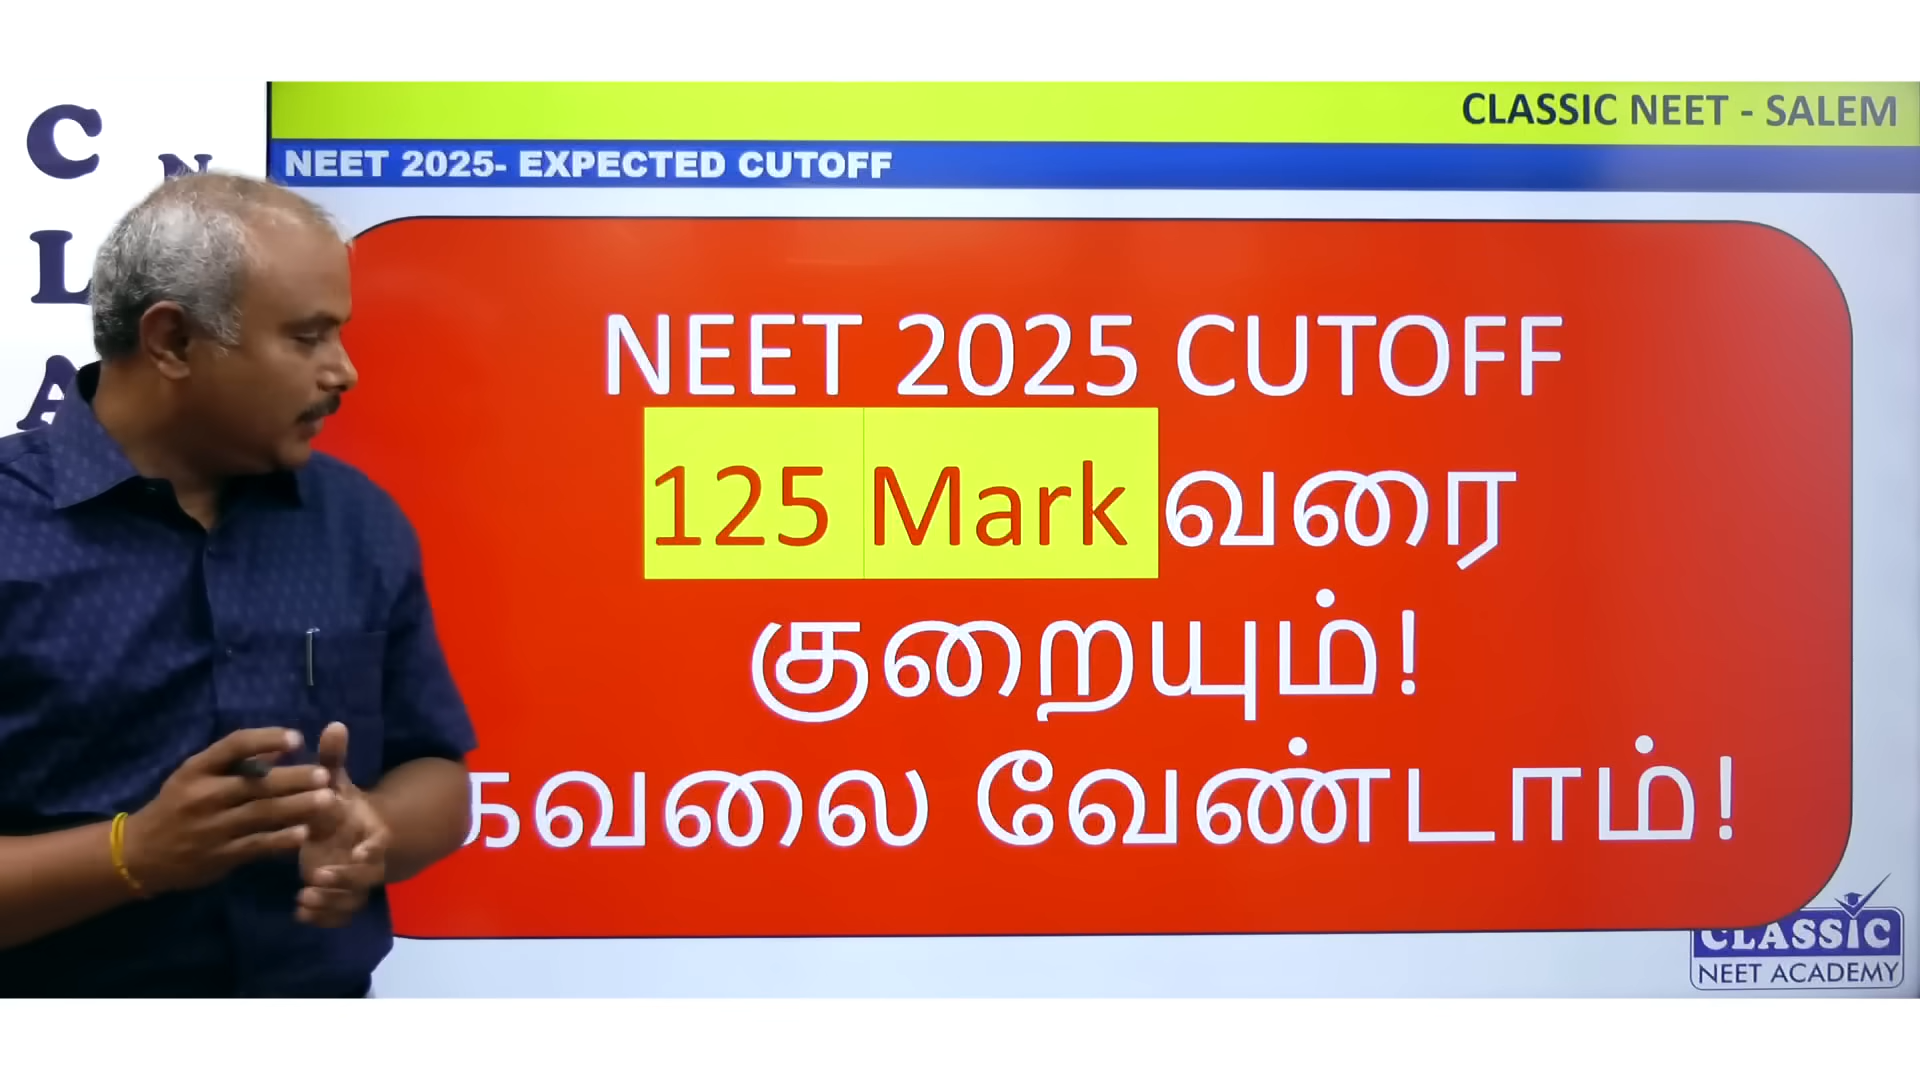 CLASSIC NEET - SALEM
NEET 2025- EXPECTED CUTOFF
NEET 2025 CUTOFF
125 Mark வரை
குறையும்!
கவலை வேண்டாம்!
CLASSIC
NEET ACADEMY
C
L
A
N